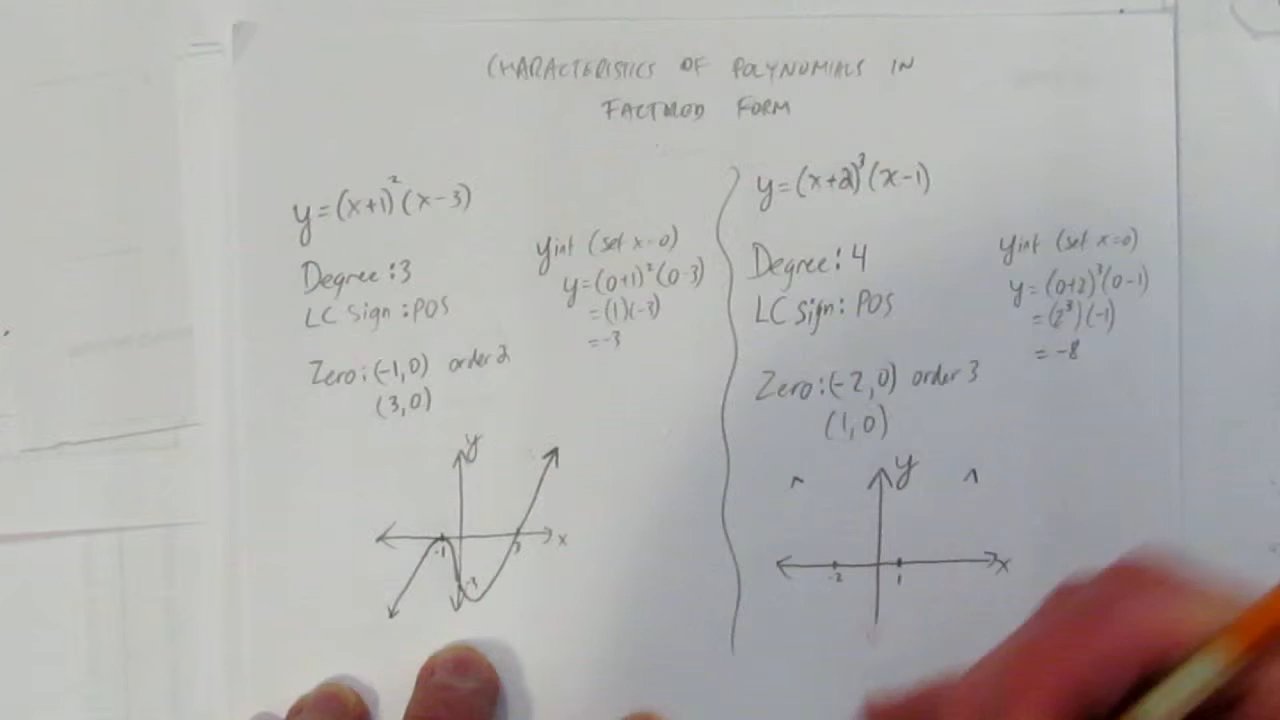 CHARACTERISTICS OF POLYNOMIALS IN
FACTORED FORM
y=(x+1)²(x-3)
Degree:3
LC Sign:POS
Zero:(-1,0) order 2
(3,0)
yint (set x=0)
y=(0+1)²(0-3)
=(1)(-3)
=-3
y
-1
3
x
-3
y=(x+2)³(x-1)
Degree:4
LC Sign: POS
Zero:(-2,0) order 3
(1,0)
yint (set x=0)
y=(0+2)³(0-1)
=(2³)(-1)
=-8
y
-2
1
x